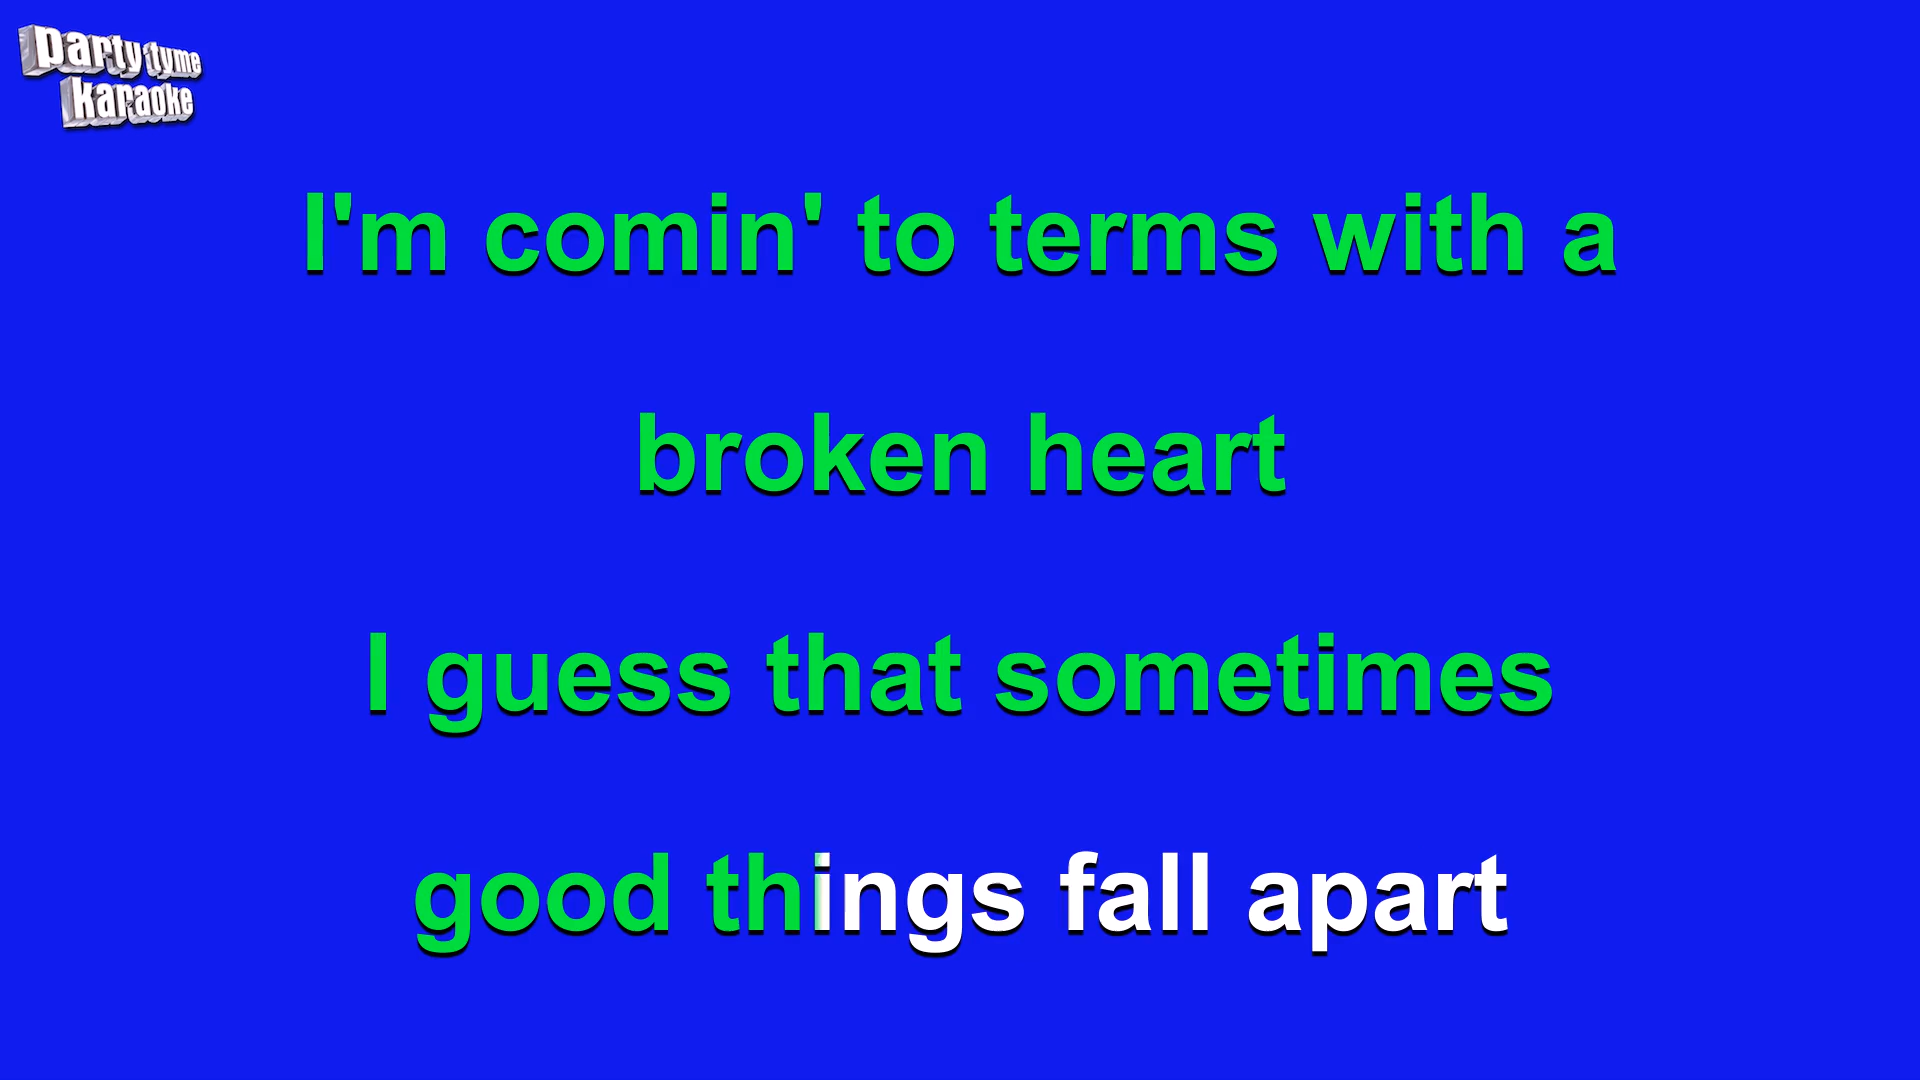 party tyme
karaoke
I'm comin' to terms with a
broken heart
I guess that sometimes
good things fall apart